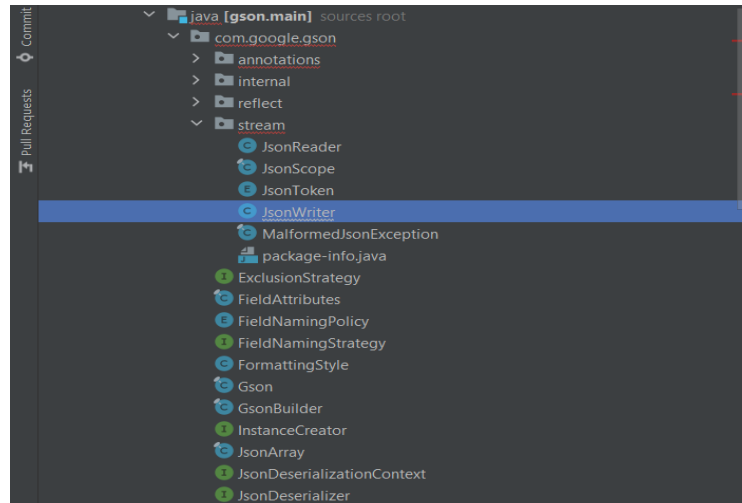 Commit
Pull Requests
java [gson.main] sources root
com.google.gson
annotations
internal
reflect
stream
C JsonReader
C JsonScope
E JsonToken
C JsonWriter
C MalformedJsonException
package-info.java
I ExclusionStrategy
C FieldAttributes
E FieldNamingPolicy
I FieldNamingStrategy
C FormattingStyle
C Gson
C GsonBuilder
I InstanceCreator
C JsonArray
I JsonDeserializationContext
I JsonDeserializer